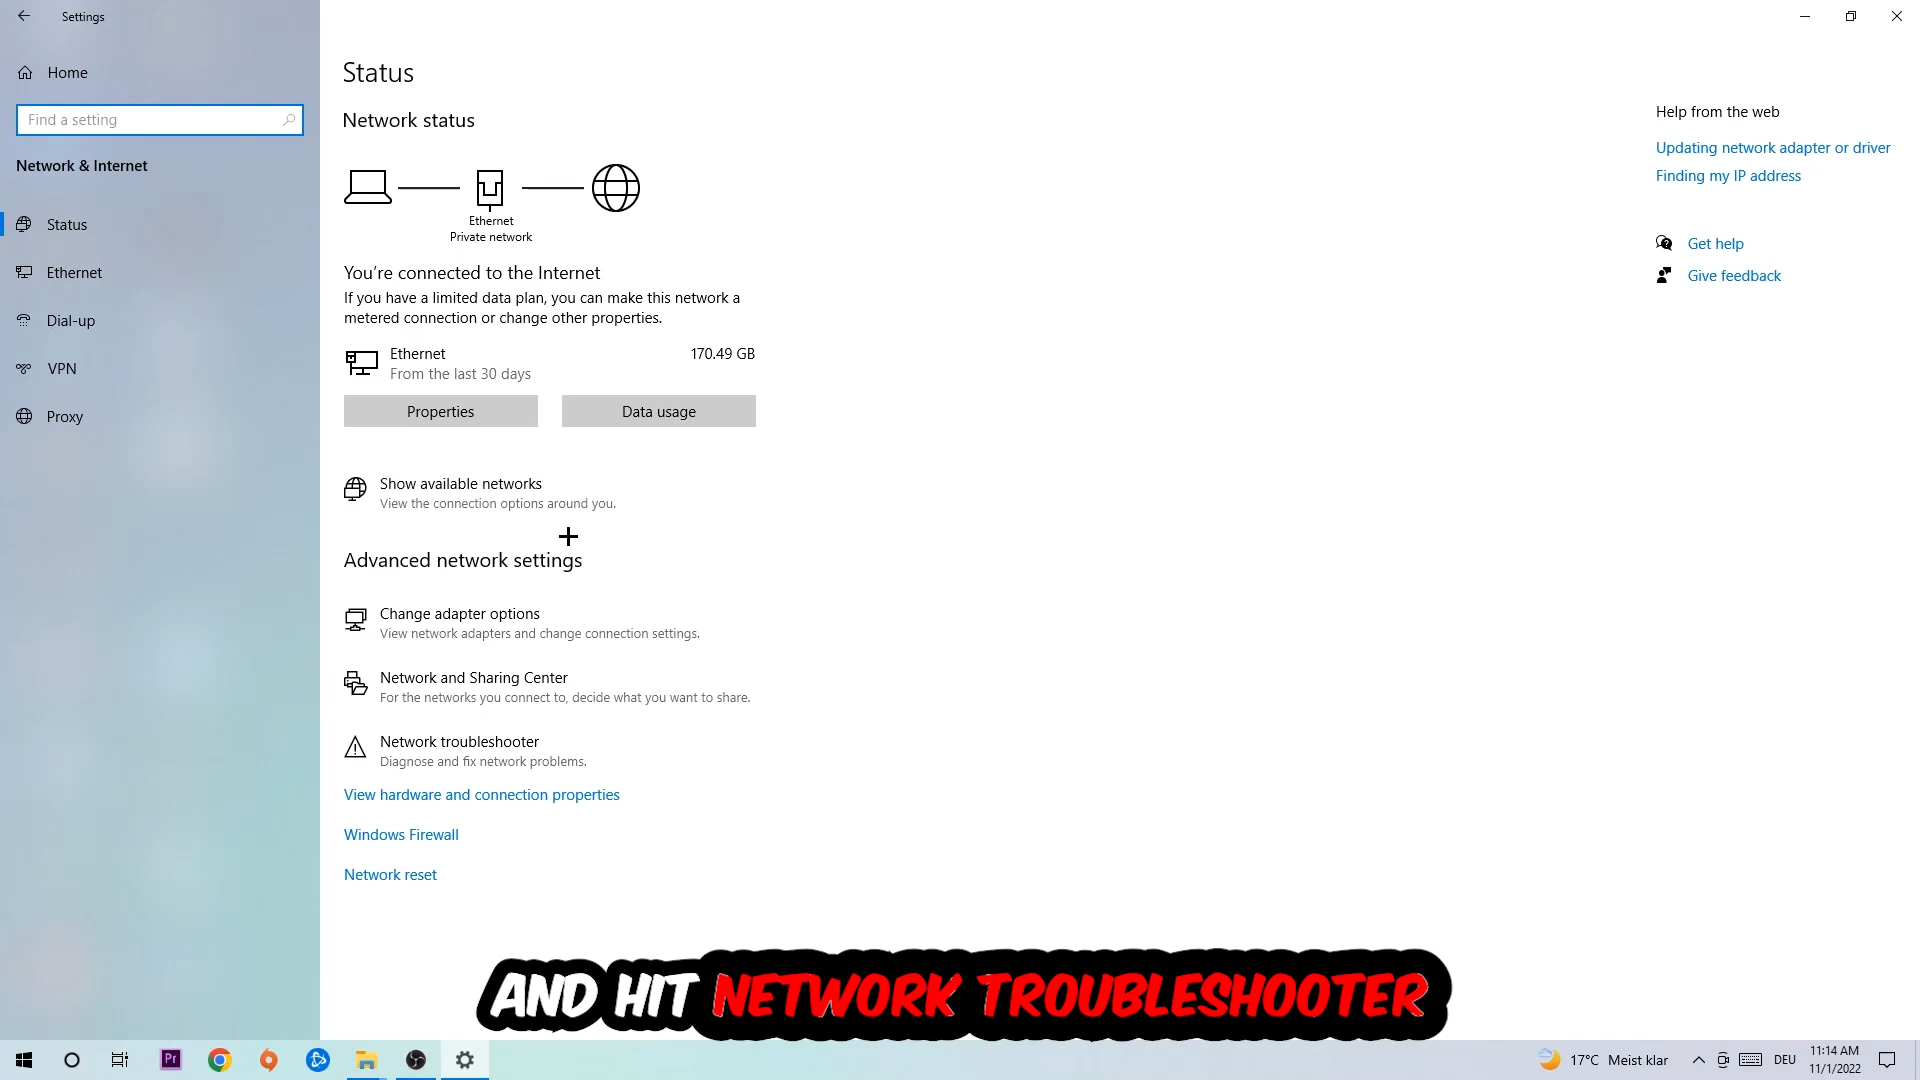 Settings
Home
Find a setting
Network & Internet
Status
Ethernet
Dial-up
VPN
Proxy
Status
Network status
Ethernet
Private network
You're connected to the Internet
If you have a limited data plan, you can make this network a
metered connection or change other properties.
Ethernet 170.49 GB
From the last 30 days
Properties Data usage
Show available networks
View the connection options around you.
Advanced network settings
Change adapter options
View network adapters and change connection settings.
Network and Sharing Center
For the networks you connect to, decide what you want to share.
Network troubleshooter
Diagnose and fix network problems.
View hardware and connection properties
Windows Firewall
Network reset
Help from the web
Updating network adapter or driver
Finding my IP address
Get help
Give feedback
AND HIT NETWORK TROUBLESHOOTER
Pr
17°C Meist klar DEU
11:14 AM
11/1/2022